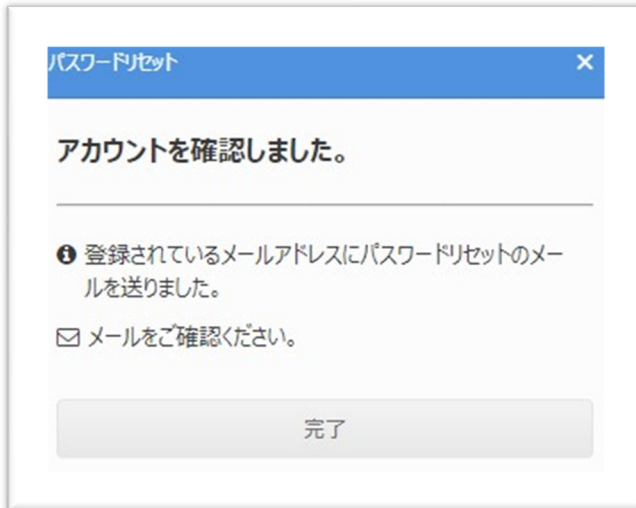 パスワードリセット
アカウントを確認しました。
登録されているメールアドレスにパスワードリセットのメー
ルを送りました。
メールをご確認ください。
完了